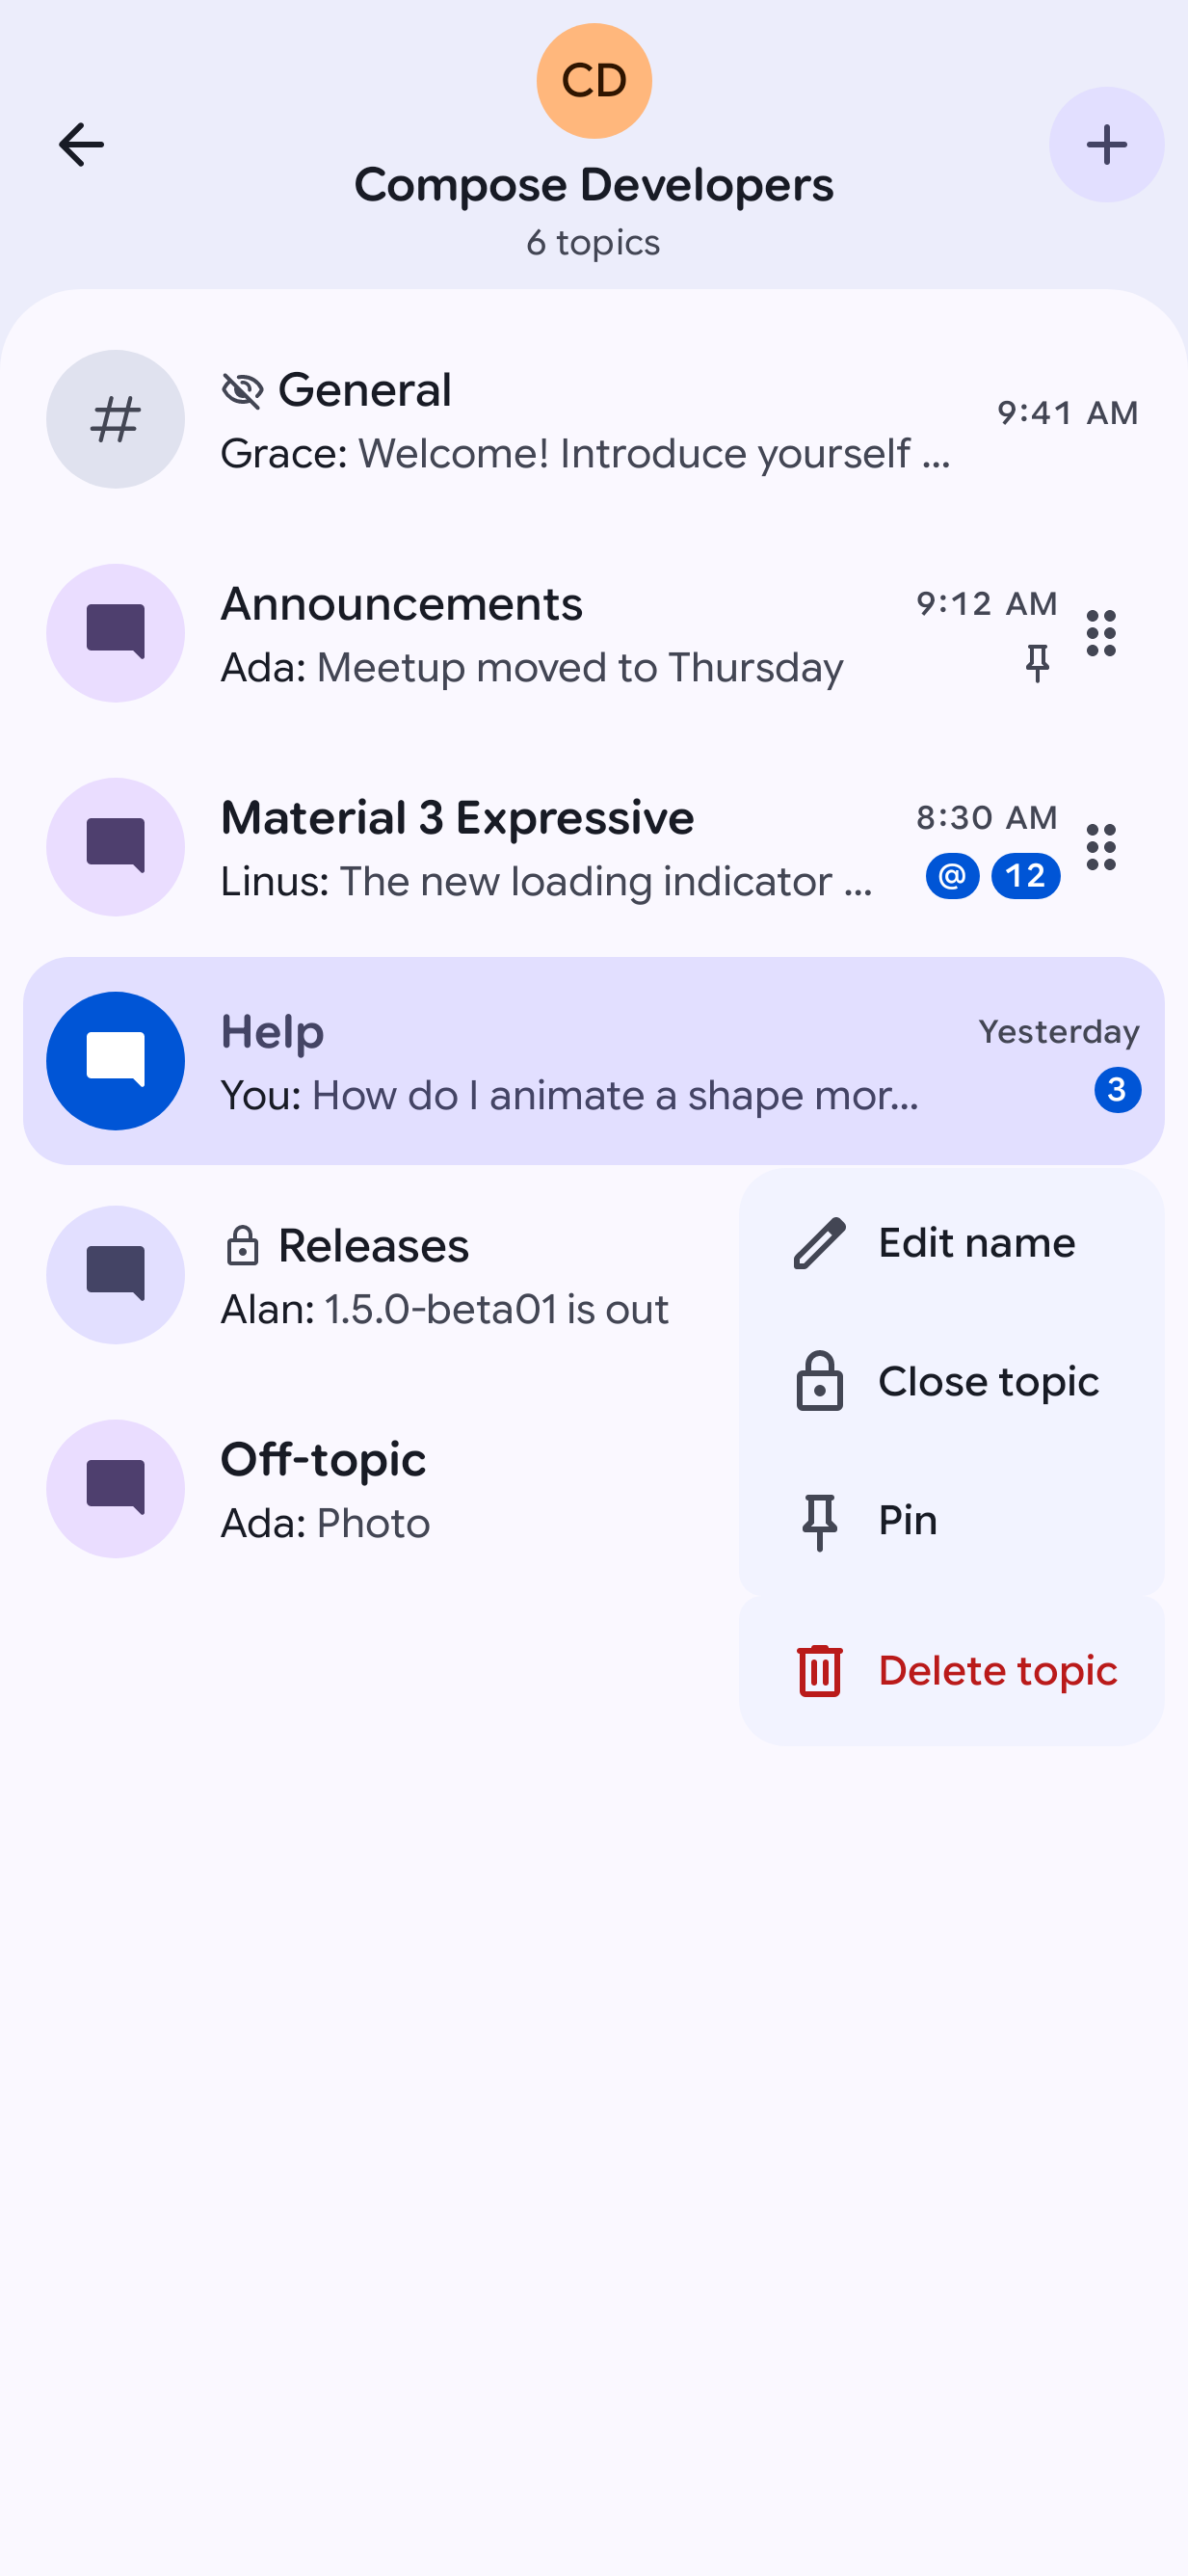 CD
Compose Developers
6 topics
#
General
9:41 AM
Grace: Welcome! Introduce yourself ...
Announcements
9:12 AM
Ada: Meetup moved to Thursday
Material 3 Expressive
8:30 AM
Linus: The new loading indicator ...
@ 12
Help
Yesterday
You: How do I animate a shape mor...
3
Releases
Alan: 1.5.0-beta01 is out
Off-topic
Ada: Photo
Edit name
Close topic
Pin
Delete topic